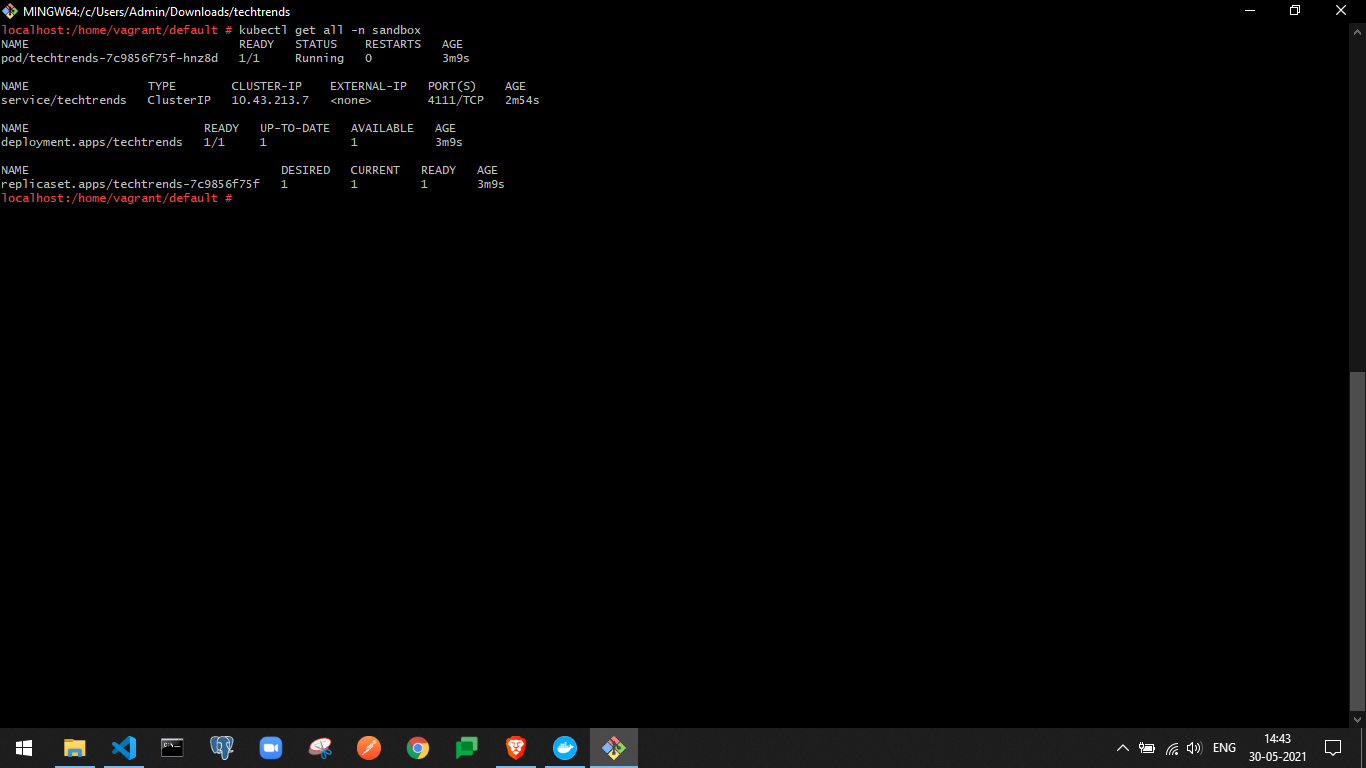 MINGW64:/c/Users/Admin/Downloads/techtrends
localhost:/home/vagrant/default # kubectl get all -n sandbox
NAME                              READY   STATUS    RESTARTS   AGE
pod/techtrends-7c9856f75f-hnz8d   1/1     Running   0          3m9s
NAME                 TYPE        CLUSTER-IP    EXTERNAL-IP   PORT(S)    AGE
service/techtrends   ClusterIP   10.43.213.7   <none>        4111/TCP   2m54s
NAME                         READY   UP-TO-DATE   AVAILABLE   AGE
deployment.apps/techtrends   1/1     1            1           3m9s
NAME                                    DESIRED   CURRENT   READY   AGE
replicaset.apps/techtrends-7c9856f75f   1         1         1       3m9s
localhost:/home/vagrant/default #
ENG
14:43
30-05-2021